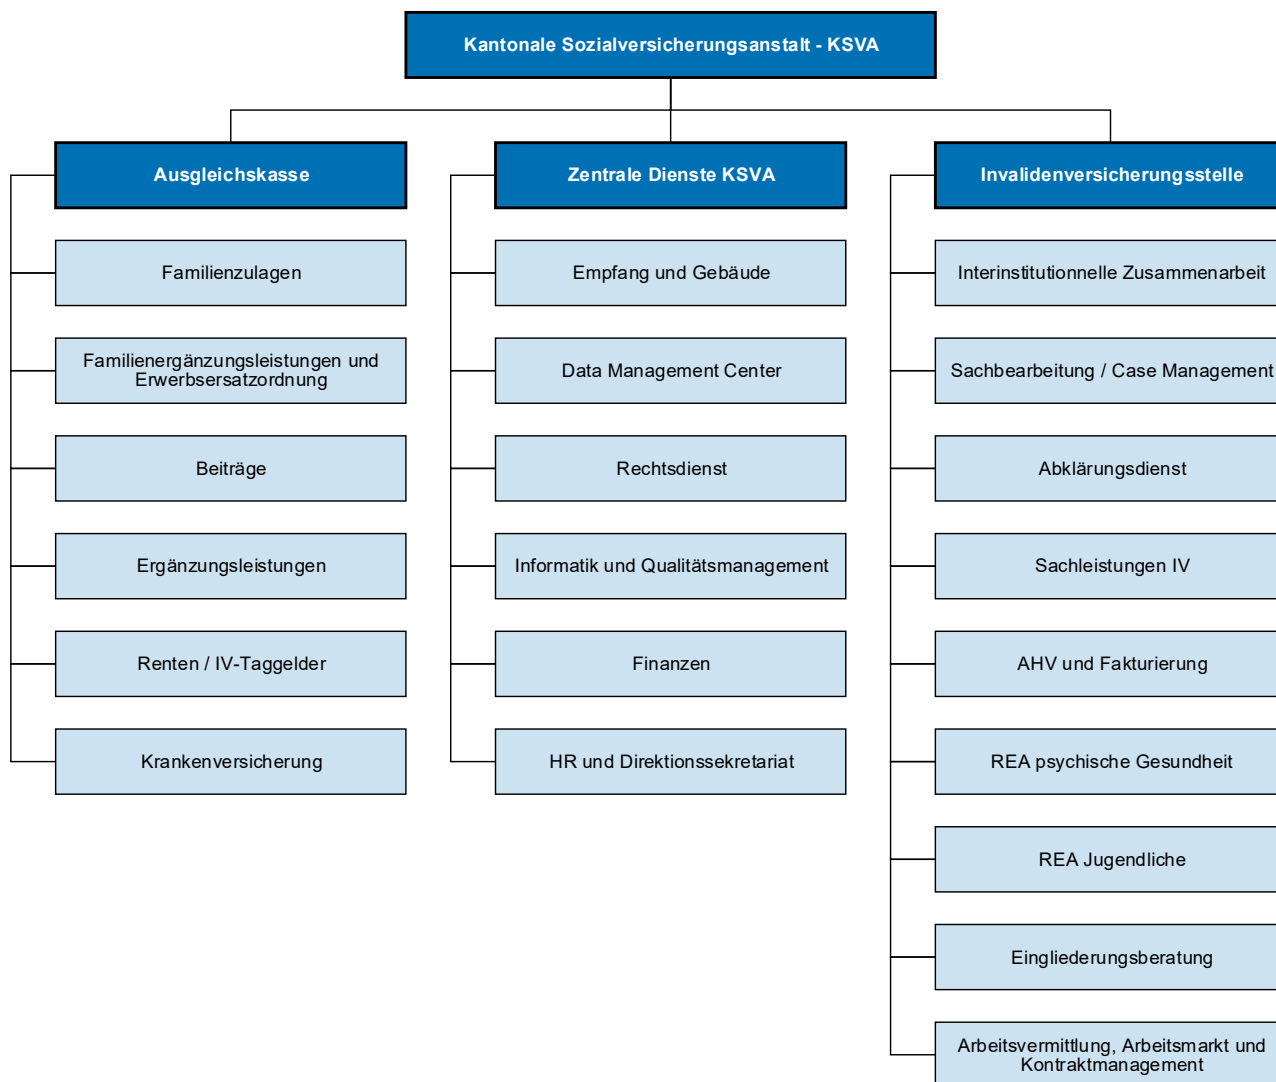 Kantonale Sozialversicherungsanstalt - KSVA
Ausgleichskasse
Familienzulagen
Familienergänzungsleistungen und
Erwerbsersatzordnung
Beiträge
Ergänzungsleistungen
Renten / IV-Taggelder
Krankenversicherung
Zentrale Dienste KSVA
Empfang und Gebäude
Data Management Center
Rechtsdienst
Informatik und Qualitätsmanagement
Finanzen
HR und Direktionssekretariat
Invalidenversicherungsstelle
Interinstitutionnelle Zusammenarbeit
Sachbearbeitung / Case Management
Abklärungsdienst
Sachleistungen IV
AHV und Fakturierung
REA psychische Gesundheit
REA Jugendliche
Eingliederungsberatung
Arbeitsvermittlung, Arbeitsmarkt und
Kontraktmanagement